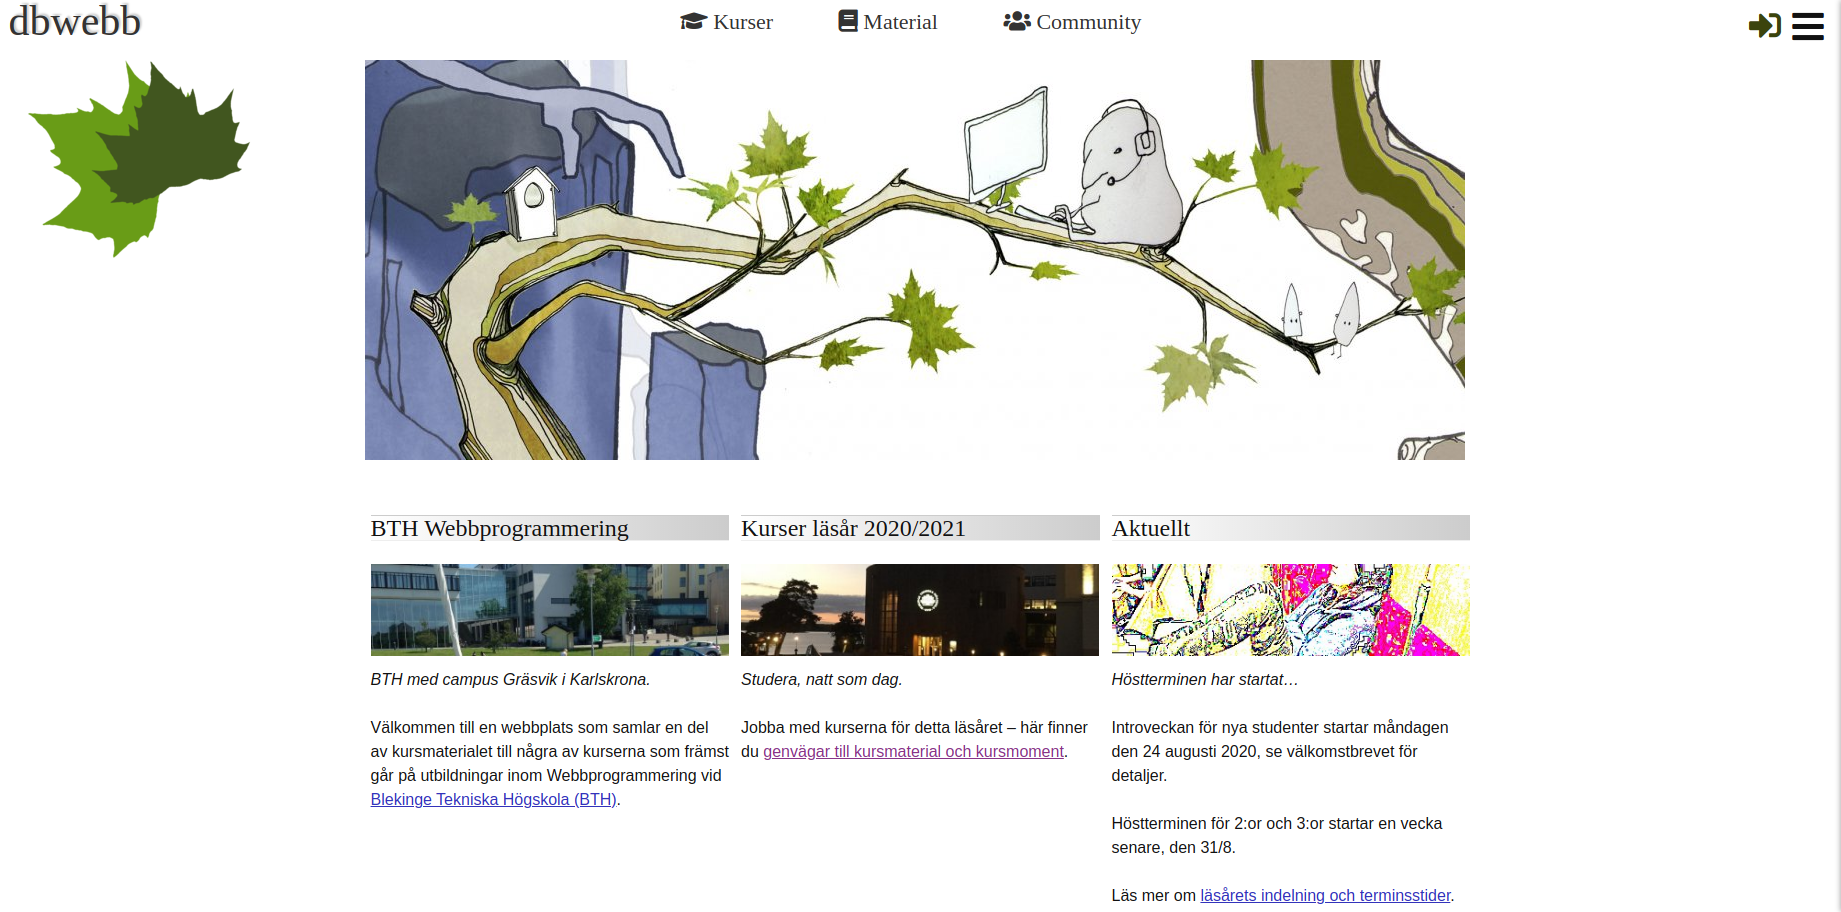 dbwebb
Kurser
Material
Community
BTH Webbprogrammering
BTH med campus Gräsvik i Karlskrona.
Välkommen till en webbplats som samlar en del
av kursmaterialet till några av kurserna som främst
går på utbildningar inom Webbprogrammering vid
Blekinge Tekniska Högskola (BTH).
Kurser läsår 2020/2021
Studera, natt som dag.
Jobba med kurserna för detta läsåret – här finner
du genvägar till kursmaterial och kursmoment.
Aktuellt
Höstterminen har startat…
Introveckan för nya studenter startar måndagen
den 24 augusti 2020, se välkomstbrevet för
detaljer.
Höstterminen för 2:or och 3:or startar en vecka
senare, den 31/8.
Läs mer om läsårets indelning och terminsstider.